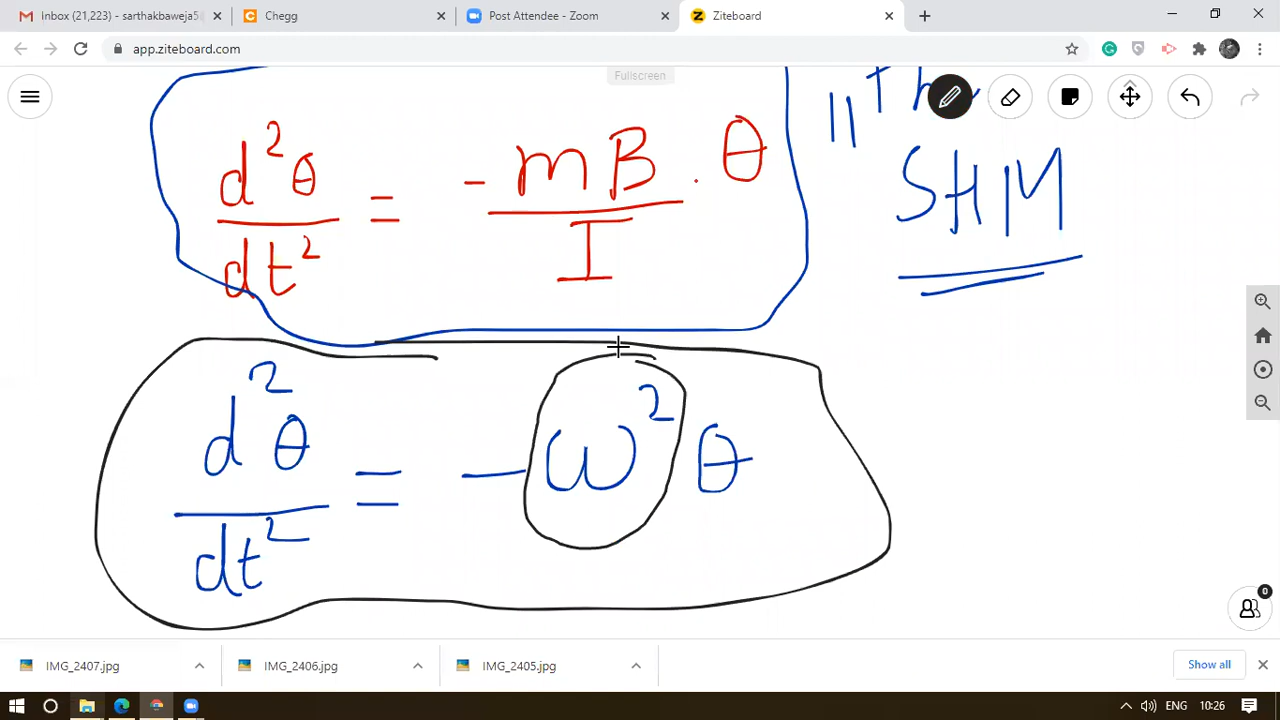 Inbox (21,223) - sarthakbaweja5
Chegg
Post Attendee - Zoom
Ziteboard
app.ziteboard.com
Fullscreen
d²θ/dt² = -mB/I . θ
"
SHM
d²θ/dt² = -ω²θ
0
IMG_2407.jpg
IMG_2406.jpg
IMG_2405.jpg
Show all
ENG
10:26